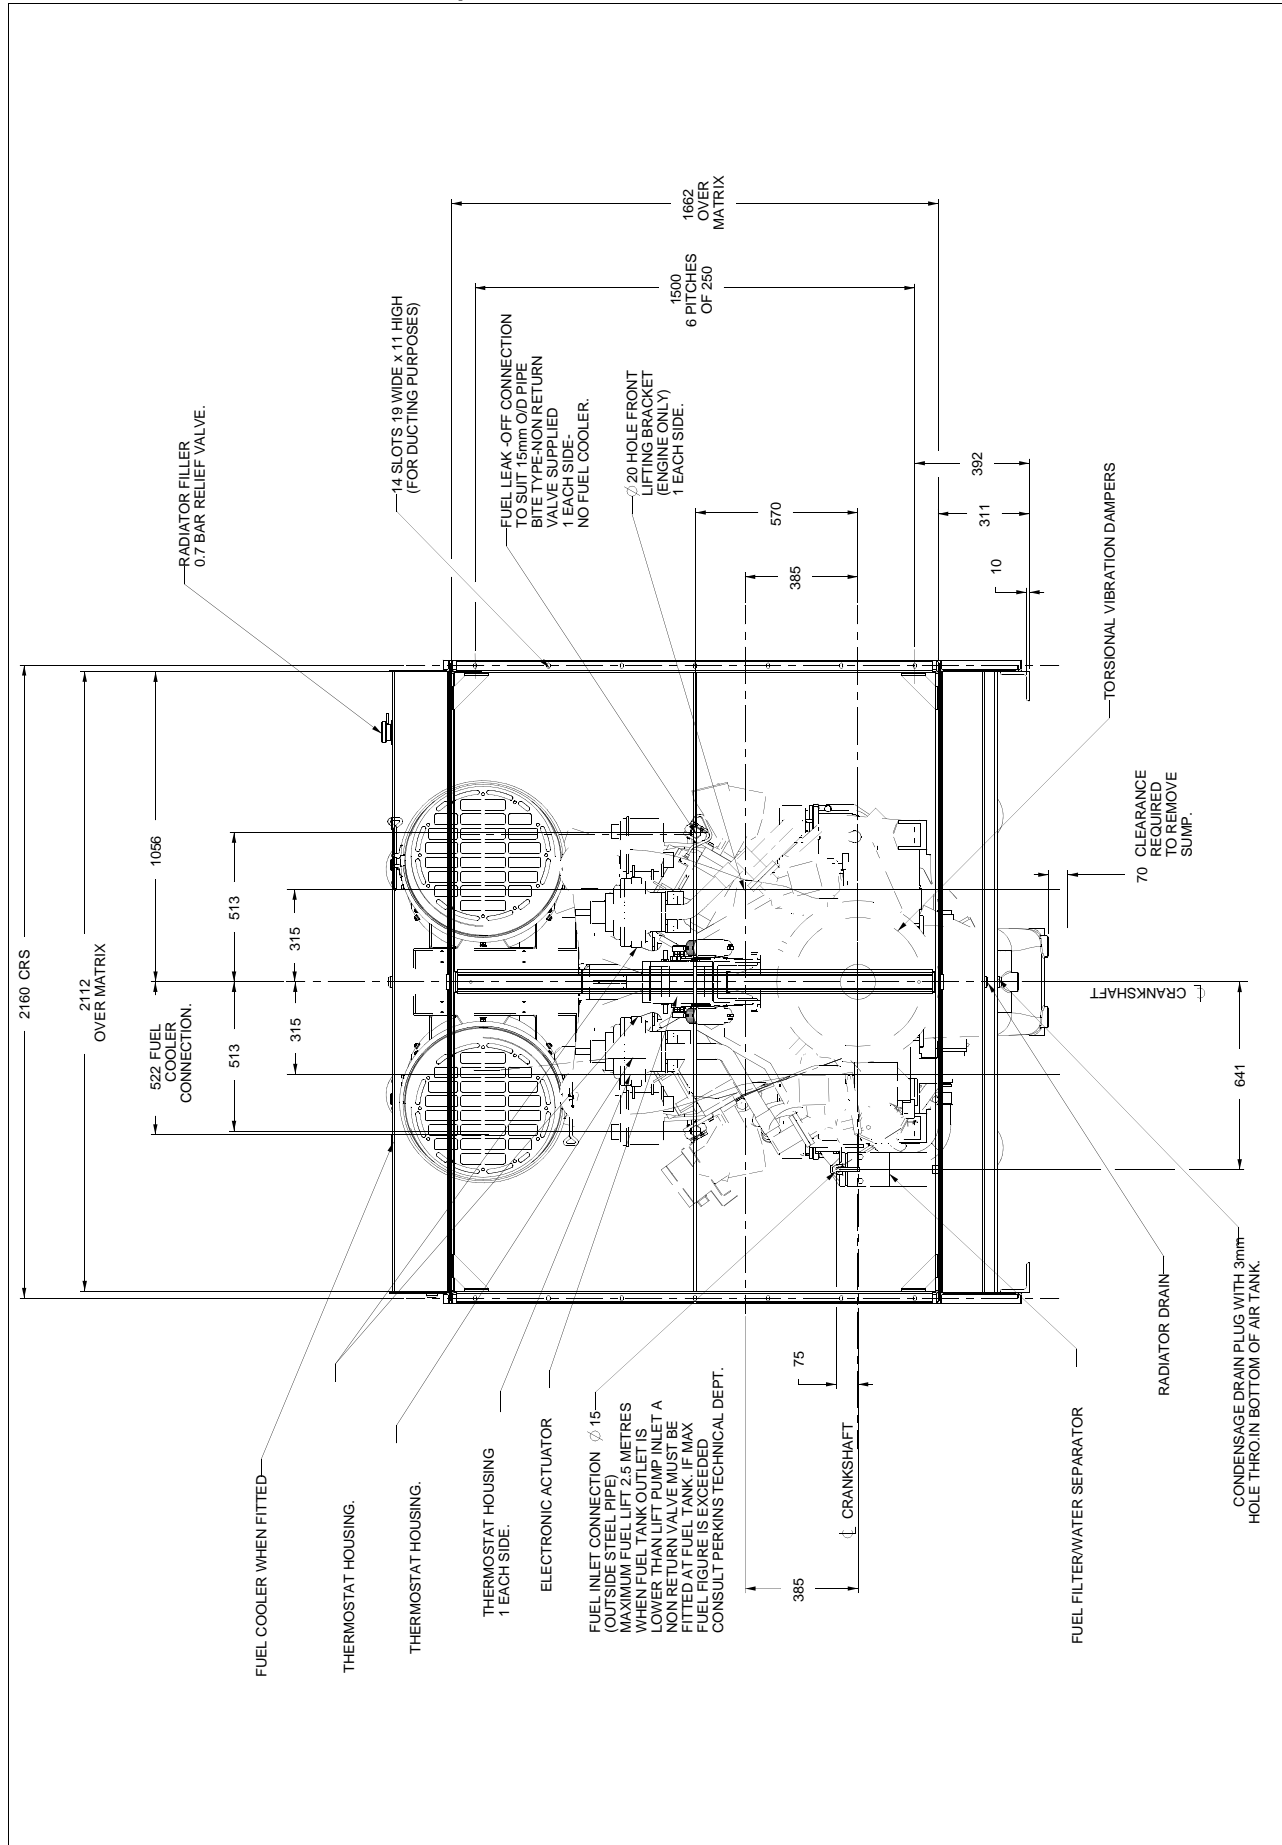 2160 CRS
2112
OVER MATRIX
1056
522 FUEL
COOLER
CONNECTION.
513
513
315
315
RADIATOR FILLER
0.7 BAR RELIEF VALVE.
14 SLOTS 19 WIDE x 11 HIGH
(FOR DUCTING PURPOSES)
FUEL LEAK -OFF CONNECTION
TO SUIT 15mm O/D PIPE
BITE TYPE-NON RETURN
VALVE SUPPLIED
1 EACH SIDE-
NO FUEL COOLER.
∅ 20 HOLE FRONT
LIFTING BRACKET
(ENGINE ONLY)
1 EACH SIDE.
1662
OVER
MATRIX
1500
6 PITCHES
OF 250
570
385
392
311
10
TORSIONAL VIBRATION DAMPERS
70 CLEARANCE
REQUIRED
TO REMOVE
SUMP.
CRANKSHAFT
641
FUEL COOLER WHEN FITTED
THERMOSTAT HOUSING.
THERMOSTAT HOUSING.
THERMOSTAT HOUSING
1 EACH SIDE.
ELECTRONIC ACTUATOR
FUEL INLET CONNECTION ∅ 15
(OUTSIDE STEEL PIPE)
MAXIMUM FUEL LIFT 2.5 METRES
WHEN FUEL TANK OUTLET IS
LOWER THAN LIFT PUMP INLET A
NON RETURN VALVE MUST BE
FITTED AT FUEL TANK. IF MAX
FUEL FIGURE IS EXCEEDED
CONSULT PERKINS TECHNICAL DEPT.
75
℄ CRANKSHAFT
385
FUEL FILTER/WATER SEPARATOR
RADIATOR DRAIN
CONDENSAGE DRAIN PLUG WITH 3mm
HOLE THRO.IN BOTTOM OF AIR TANK.